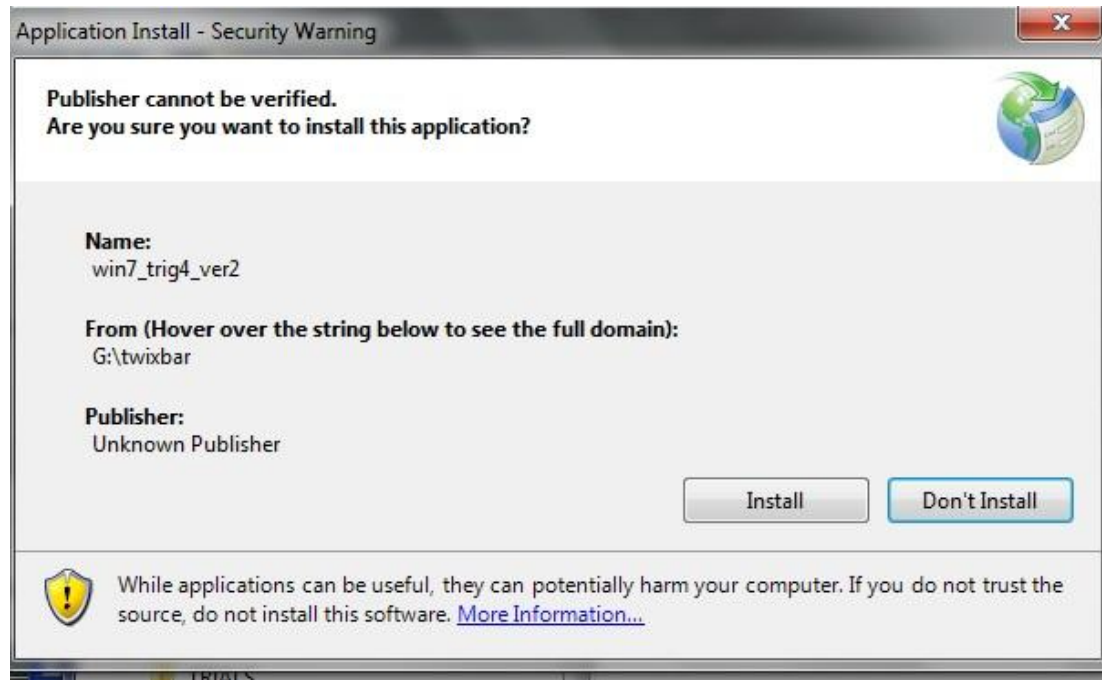 Application Install - Security Warning
Publisher cannot be verified.
Are you sure you want to install this application?
Name:
win7_trig4_ver2
From (Hover over the string below to see the full domain):
G:\twixbar
Publisher:
Unknown Publisher
Install
Don't Install
While applications can be useful, they can potentially harm your computer. If you do not trust the
source, do not install this software. More Information...
TRIALS